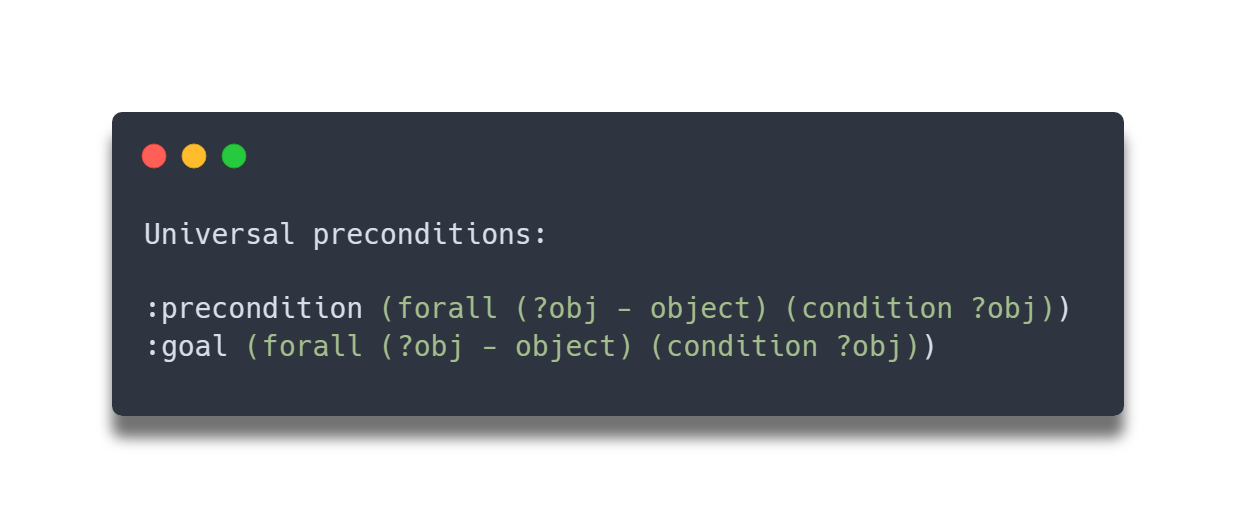 Universal preconditions:
:precondition (forall (?obj - object) (condition ?obj))
:goal (forall (?obj - object) (condition ?obj))